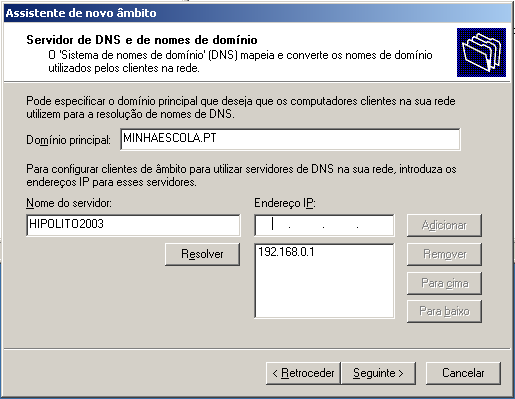 Assistente de novo âmbito
Servidor de DNS e de nomes de domínio
O 'Sistema de nomes de domínio' (DNS) mapeia e converte os nomes de domínio
utilizados pelos clientes na rede.
Pode especificar o domínio principal que deseja que os computadores clientes na sua rede
utilizem para a resolução de nomes de DNS.
Domínio principal: MINHAESCOLA.PT
Para configurar clientes de âmbito para utilizar servidores de DNS na sua rede, introduza os
endereços IP para esses servidores.
Nome do servidor: Endereço IP:
HIPOLITO2003 . . . Adicionar
Resolver 192.168.0.1 Remover
Para cima
Para baixo
< Retroceder Seguinte > Cancelar